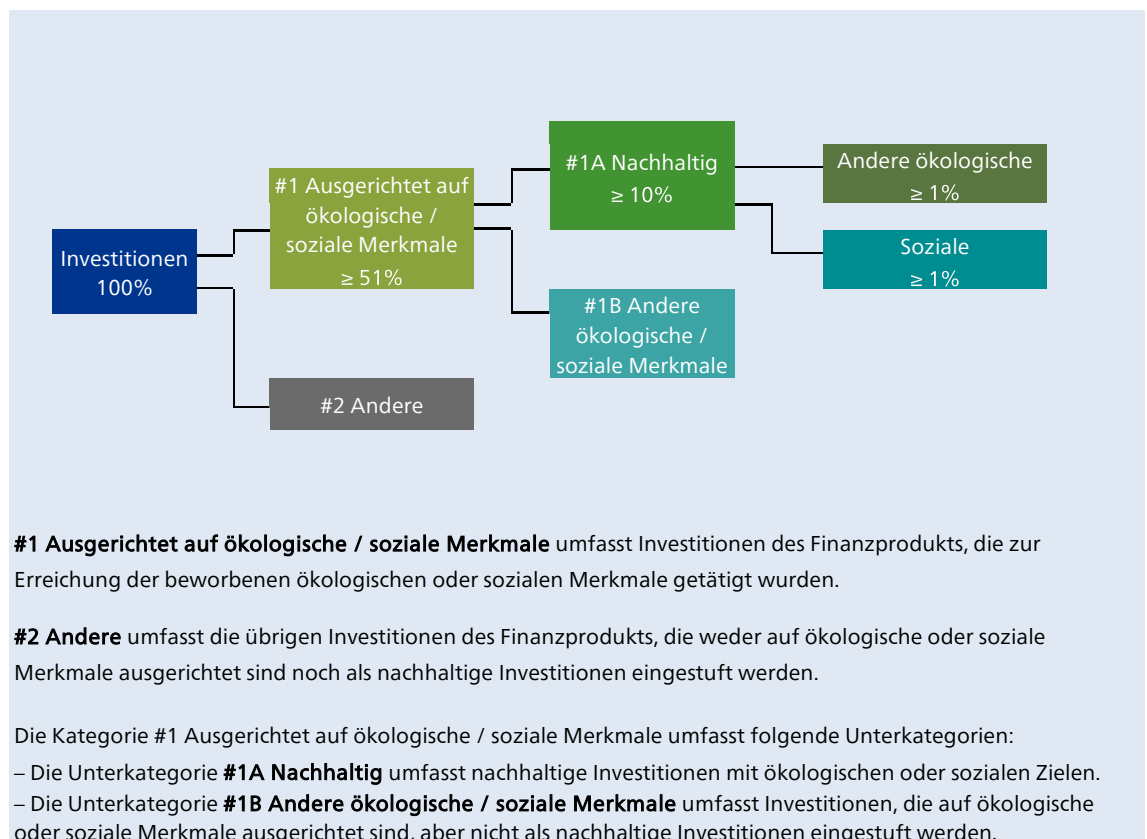 #1A Nachhaltig
≥ 10%
Andere ökologische
≥ 1%
#1 Ausgerichtet auf
ökologische /
soziale Merkmale
≥ 51%
Investitionen
100%
Soziale
≥ 1%
#1B Andere
ökologische /
soziale Merkmale
#2 Andere
#1 Ausgerichtet auf ökologische / soziale Merkmale umfasst Investitionen des Finanzprodukts, die zur
Erreichung der beworbenen ökologischen oder sozialen Merkmale getätigt wurden.
#2 Andere umfasst die übrigen Investitionen des Finanzprodukts, die weder auf ökologische oder soziale
Merkmale ausgerichtet sind noch als nachhaltige Investitionen eingestuft werden.
Die Kategorie #1 Ausgerichtet auf ökologische / soziale Merkmale umfasst folgende Unterkategorien:
– Die Unterkategorie #1A Nachhaltig umfasst nachhaltige Investitionen mit ökologischen oder sozialen Zielen.
– Die Unterkategorie #1B Andere ökologische / soziale Merkmale umfasst Investitionen, die auf ökologische
oder soziale Merkmale ausgerichtet sind, aber nicht als nachhaltige Investitionen eingestuft werden.